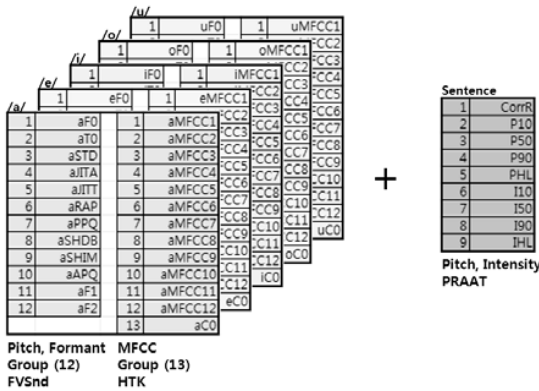 /u/
1 uF0 1 uMFCC1
/o/
1 oF0 1 oMFCC1
/i/
1 iF0 1 iMFCC1
/e/
1 eF0 1 eMFCC1
/a/
1 aF0 1 aMFCC1
2 aT0 2 aMFCC2
3 aSTD 3 aMFCC3
4 aJITA 4 aMFCC4
5 aJITT 5 aMFCC5
6 aRAP 6 aMFCC6
7 aPPQ 7 aMFCC7
8 aSHDB 8 aMFCC8
9 aSHIM 9 aMFCC9
10 aAPQ 10 aMFCC10
11 aF1 11 aMFCC11
12 aF2 12 aMFCC12
13 aC0
eC0
iC0
oC0
uC0
Pitch, Formant
Group (12)
FVSnd
MFCC
Group (13)
HTK
+
Sentence
1 CorrR
2 P10
3 P50
4 P90
5 PHL
6 I10
7 I50
8 I90
9 IHL
Pitch, Intensity
PRAAT